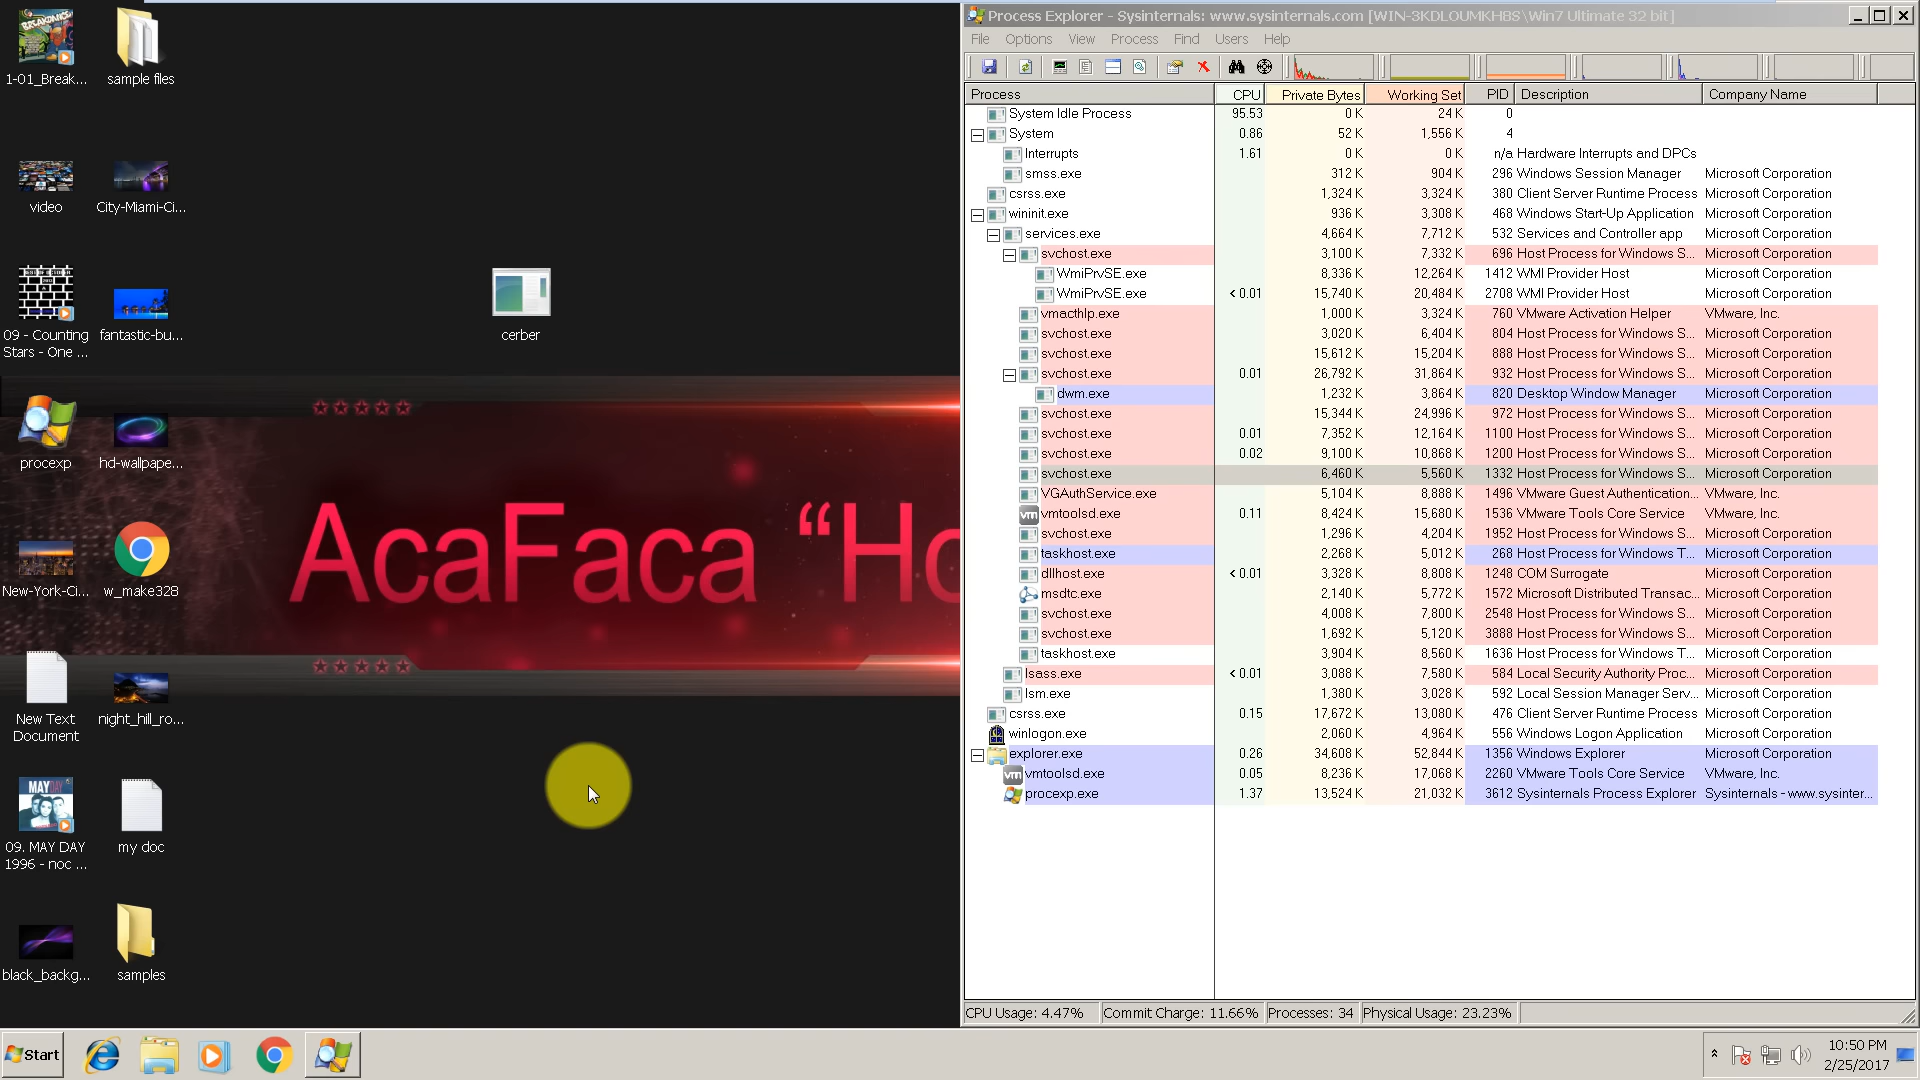 1-01_Break...
sample files
video
City-Miami-Ci...
09 - Counting
Stars - One ...
fantastic-bu...
cerber
procexp
hd-wallpape...
New-York-Ci...
w_make328
New Text
Document
night_hill_ro...
09. MAY DAY
1996 - noc ...
my doc
black_backg...
samples
AcaFaca “Ho
Process Explorer - Sysinternals: www.sysinternals.com [WIN-3KDLOUMKHBS\Win7 Ultimate 32 bit]
File Options View Process Find Users Help
Process CPU Private Bytes Working Set PID Description Company Name
System Idle Process 95.53 0 K 24 K 0
System 0.86 52 K 1,556 K 4
Interrupts 1.61 0 K 0 K n/a Hardware Interrupts and DPCs
smss.exe 312 K 904 K 296 Windows Session Manager Microsoft Corporation
csrss.exe 1,324 K 3,324 K 380 Client Server Runtime Process Microsoft Corporation
wininit.exe 936 K 3,308 K 468 Windows Start-Up Application Microsoft Corporation
services.exe 4,664 K 7,712 K 532 Services and Controller app Microsoft Corporation
svchost.exe 3,100 K 7,332 K 696 Host Process for Windows S... Microsoft Corporation
WmiPrvSE.exe 8,336 K 12,264 K 1412 WMI Provider Host Microsoft Corporation
WmiPrvSE.exe < 0.01 15,740 K 20,484 K 2708 WMI Provider Host Microsoft Corporation
vmacthlp.exe 1,000 K 3,324 K 760 VMware Activation Helper VMware, Inc.
svchost.exe 3,020 K 6,404 K 804 Host Process for Windows S... Microsoft Corporation
svchost.exe 15,612 K 15,204 K 888 Host Process for Windows S... Microsoft Corporation
svchost.exe 0.01 26,792 K 31,864 K 932 Host Process for Windows S... Microsoft Corporation
dwm.exe 1,232 K 3,864 K 820 Desktop Window Manager Microsoft Corporation
svchost.exe 15,344 K 24,996 K 972 Host Process for Windows S... Microsoft Corporation
svchost.exe 0.01 7,352 K 12,164 K 1100 Host Process for Windows S... Microsoft Corporation
svchost.exe 0.02 9,100 K 10,868 K 1200 Host Process for Windows S... Microsoft Corporation
svchost.exe 6,460 K 5,560 K 1332 Host Process for Windows S... Microsoft Corporation
VGAuthService.exe 5,104 K 8,888 K 1496 VMware Guest Authentication... VMware, Inc.
vmtoolsd.exe 0.11 8,424 K 15,680 K 1536 VMware Tools Core Service VMware, Inc.
svchost.exe 1,296 K 4,204 K 1952 Host Process for Windows S... Microsoft Corporation
taskhost.exe 2,268 K 5,012 K 268 Host Process for Windows T... Microsoft Corporation
dllhost.exe < 0.01 3,328 K 8,808 K 1248 COM Surrogate Microsoft Corporation
msdtc.exe 2,140 K 5,772 K 1572 Microsoft Distributed Transac... Microsoft Corporation
svchost.exe 4,008 K 7,800 K 2548 Host Process for Windows S... Microsoft Corporation
svchost.exe 1,692 K 5,120 K 3888 Host Process for Windows S... Microsoft Corporation
taskhost.exe 3,904 K 8,560 K 1636 Host Process for Windows T... Microsoft Corporation
lsass.exe < 0.01 3,088 K 7,580 K 584 Local Security Authority Proc... Microsoft Corporation
lsm.exe 1,380 K 3,028 K 592 Local Session Manager Serv... Microsoft Corporation
csrss.exe 0.15 17,672 K 13,080 K 476 Client Server Runtime Process Microsoft Corporation
winlogon.exe 2,060 K 4,964 K 556 Windows Logon Application Microsoft Corporation
explorer.exe 0.26 34,608 K 52,844 K 1356 Windows Explorer Microsoft Corporation
vmtoolsd.exe 0.05 8,236 K 17,068 K 2260 VMware Tools Core Service VMware, Inc.
procexp.exe 1.37 13,524 K 21,032 K 3612 Sysinternals Process Explorer Sysinternals - www.sysinter...
CPU Usage: 4.47% Commit Charge: 11.66% Processes: 34 Physical Usage: 23.23%
Start
10:50 PM
2/25/2017